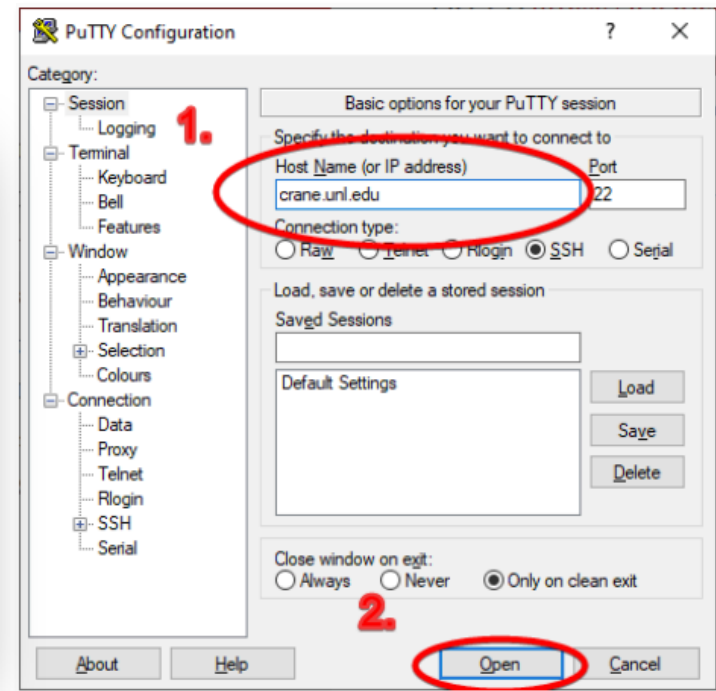 PuTTY Configuration
?
Category:
Session
Logging
Terminal
Keyboard
Bell
Features
Window
Appearance
Behaviour
Translation
Selection
Colours
Connection
Data
Proxy
Telnet
Rlogin
SSH
Serial
1.
Basic options for your PuTTY session
Specify the destination you want to connect to
Host Name (or IP address) Port
crane.unl.edu 22
Connection type:
Raw Telnet Rlogin SSH Serial
Load, save or delete a stored session
Saved Sessions
Default Settings
Load
Save
Delete
Close window on exit:
Always Never Only on clean exit
2.
About Help Open Cancel